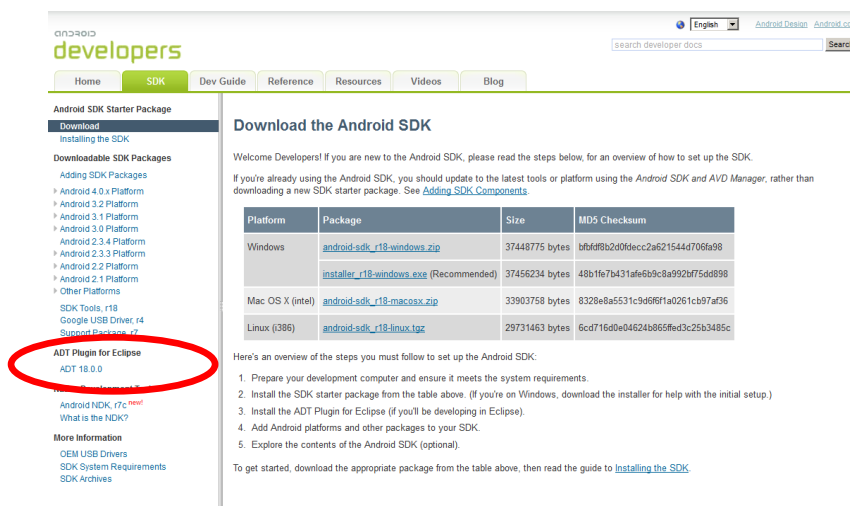 English
Android Design
ANDROID
developers
search developer docs
Home
SDK
Dev Guide
Reference
Resources
Videos
Blog
Android SDK Starter Package
Download
Installing the SDK
Downloadable SDK Packages
Adding SDK Packages
Android 4.0.x Platform
Android 3.2 Platform
Android 3.1 Platform
Android 3.0 Platform
Android 2.3.4 Platform
Android 2.3.3 Platform
Android 2.2 Platform
Android 2.1 Platform
Other Platforms
SDK Tools, r18
Google USB Driver, r4
Support Package, r7
ADT Plugin for Eclipse
ADT 18.0.0
Android NDK, r7c new!
What is the NDK?
More Information
OEM USB Drivers
SDK System Requirements
SDK Archives
Download the Android SDK
Welcome Developers! If you are new to the Android SDK, please read the steps below, for an overview of how to set up the SDK.
If you're already using the Android SDK, you should update to the latest tools or platform using the Android SDK and AVD Manager, rather than
downloading a new SDK starter package. See Adding SDK Components.
Platform Package Size MD5 Checksum
Windows android-sdk_r18-windows.zip 37448775 bytes bfbfdf8b2d0fdecc2a621544d706fa98
installer_r18-windows.exe (Recommended) 37456234 bytes 48b1fe7b431afe6b9c8a992bf75dd898
Mac OS X (intel) android-sdk_r18-macosx.zip 33903758 bytes 8328e8a5531c9d6f6f1a0261cb97af36
Linux (i386) android-sdk_r18-linux.tgz 29731463 bytes 6cd716d0e04624b865ffed3c25b3485c
Here's an overview of the steps you must follow to set up the Android SDK:
1. Prepare your development computer and ensure it meets the system requirements.
2. Install the SDK starter package from the table above. (If you're on Windows, download the installer for help with the initial setup.)
3. Install the ADT Plugin for Eclipse (if you'll be developing in Eclipse).
4. Add Android platforms and other packages to your SDK.
5. Explore the contents of the Android SDK (optional).
To get started, download the appropriate package from the table above, then read the guide to Installing the SDK.